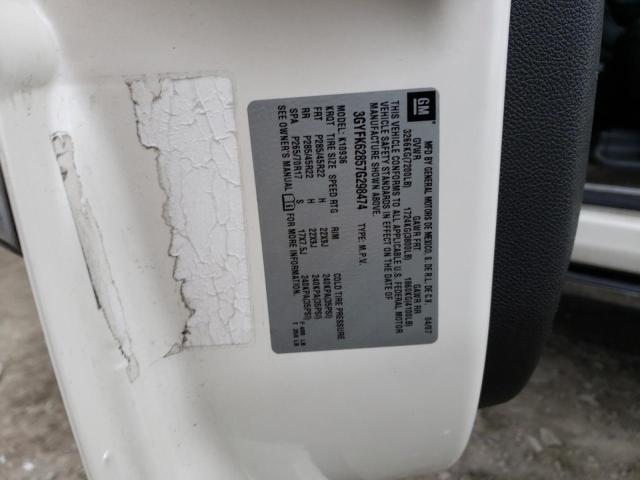 GM
MFD BY GENERAL MOTORS DE MEXICO, S. DE R.L. DE C.V. 04/07
GVWR GAWR FRT GAWR RR
3266KG(7200LB) 1724KG(3800LB) 1860KG(4100LB)
THIS VEHICLE CONFORMS TO ALL APPLICABLE U.S. FEDERAL MOTOR
VEHICLE SAFETY STANDARDS IN EFFECT ON THE DATE OF
MANUFACTURE SHOWN ABOVE.
3GYFK62857G298474 TYPE: M.P.V.
MODEL: K10936
KROT TIRE SIZE SPEED RTG RIM COLD TIRE PRESSURE
FRT P285/45R22 H 22X9J 240KPA(35PSI)
RR P285/45R22 H 22X9J 240KPA(35PSI)
SPA P265/70R17 S 17X7.5J 240KPA(35PSI)
SEE OWNER'S MANUAL FOR MORE INFORMATION.